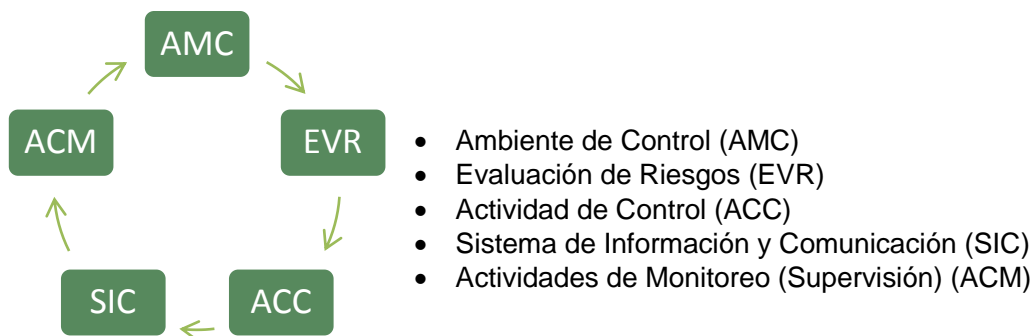 AMC
EVR
ACC
SIC
ACM
• Ambiente de Control (AMC)
• Evaluación de Riesgos (EVR)
• Actividad de Control (ACC)
• Sistema de Información y Comunicación (SIC)
• Actividades de Monitoreo (Supervisión) (ACM)